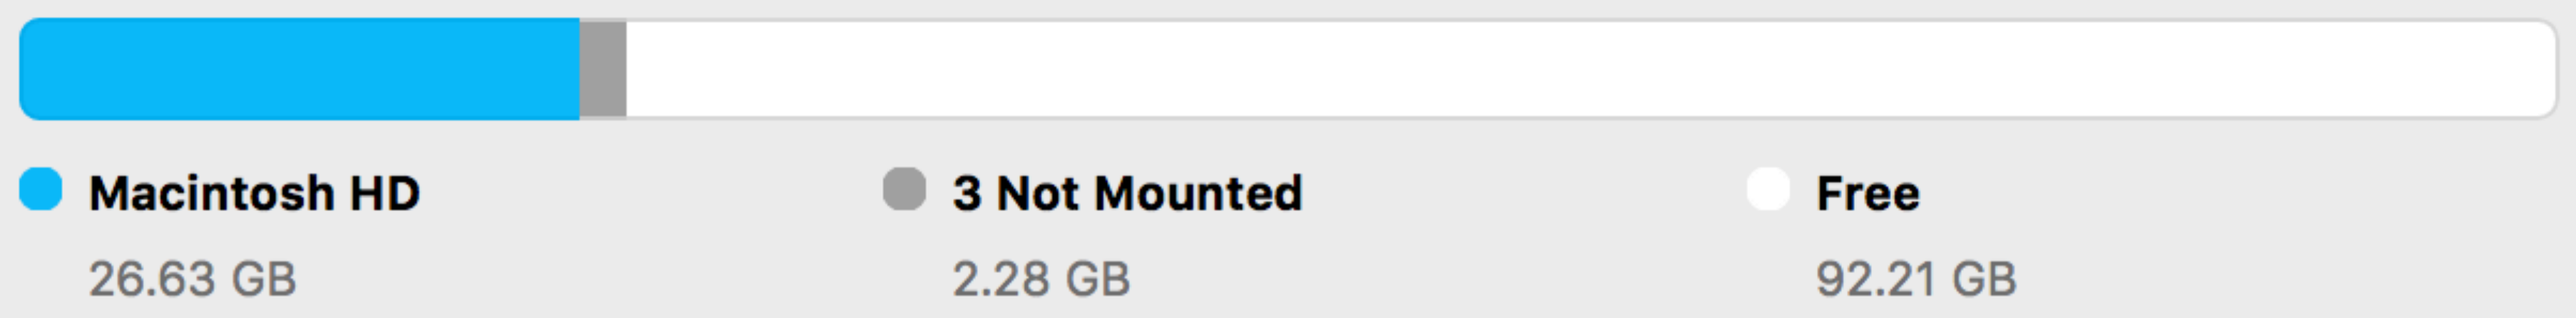 Macintosh HD
26.63 GB
3 Not Mounted
2.28 GB
Free
92.21 GB